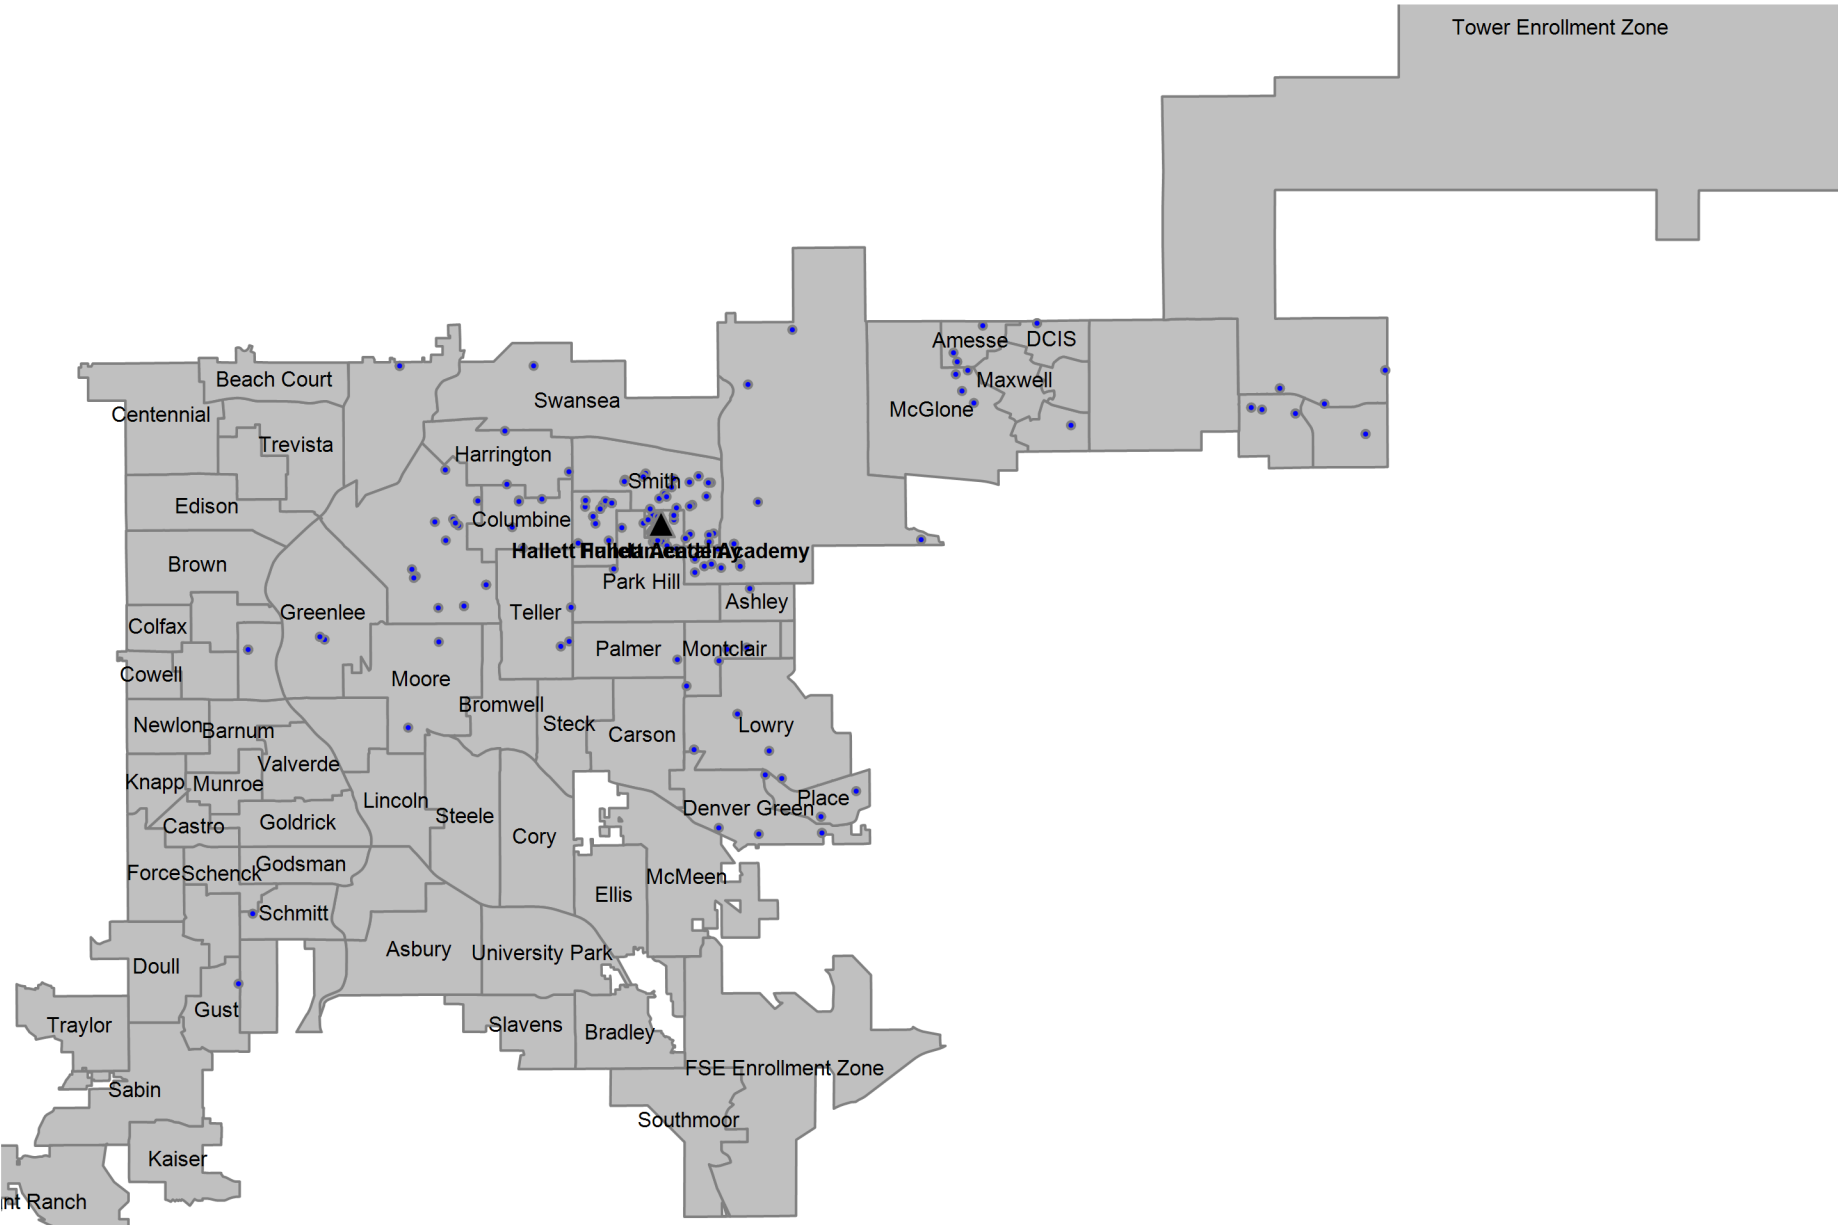 Tower Enrollment Zone
Amesse
DCIS
Beach Court
Maxwell
Swansea
McGlone
Centennial
Trevista
Harrington
Smith
Edison
Columbine
Hallett
Academy
Brown
Park Hill
Ashley
Greenlee
Teller
Colfax
Palmer
Montclair
Cowell
Moore
Bromwell
Newlon
Barnum
Steck
Carson
Lowry
Valverde
Knapp
Munroe
Lincoln
Place
Denver Green
Steele
Castro
Goldrick
Cory
Force
Schenck
Godsman
McMeen
Ellis
Schmitt
Asbury
University Park
Doull
Gust
Traylor
Slavens
Bradley
FSE Enrollment Zone
Sabin
Southmoor
Kaiser
nt Ranch